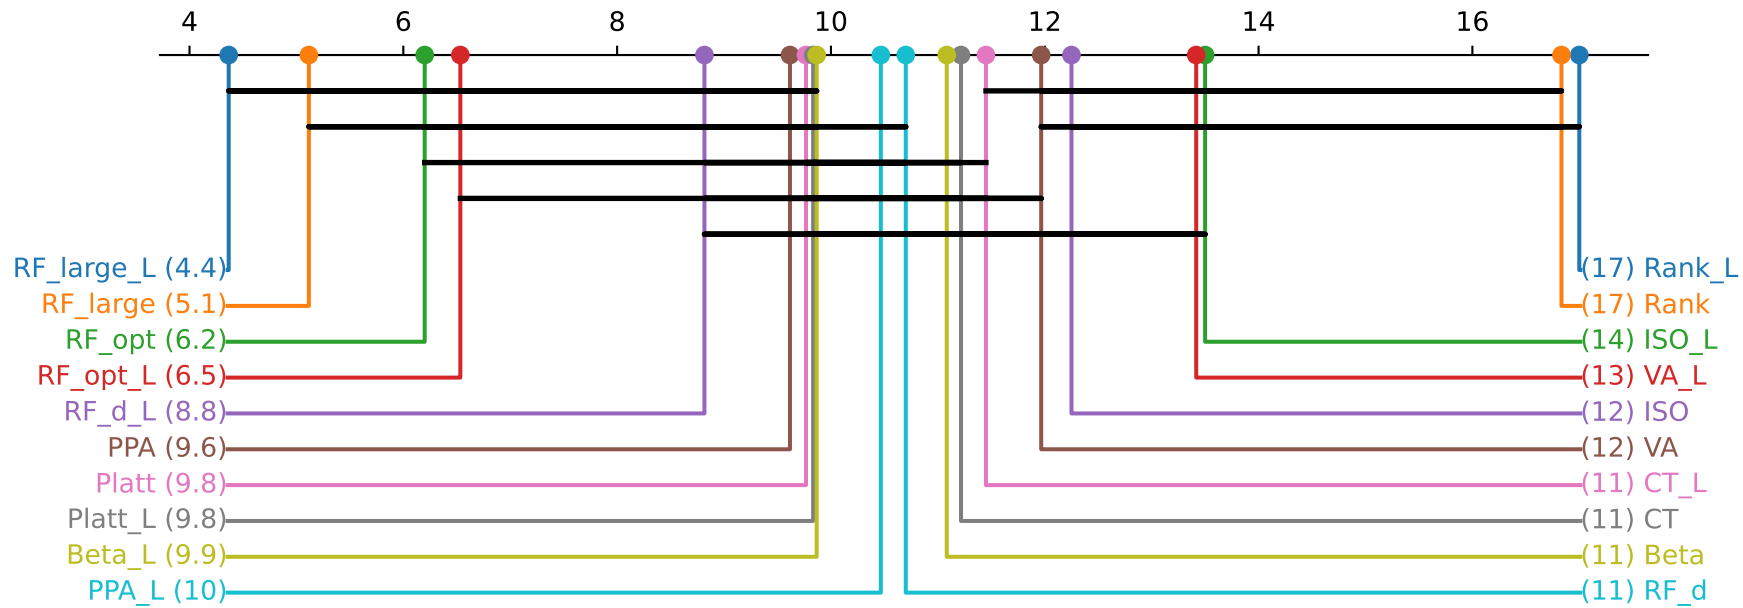 4 6 8 10 12 14 16
RF_large_L (4.4) (17) Rank_L
RF_large (5.1) (17) Rank
RF_opt (6.2) (14) ISO_L
RF_opt_L (6.5) (13) VA_L
RF_d_L (8.8) (12) ISO
PPA (9.6) (12) VA
Platt (9.8) (11) CT_L
Platt_L (9.8) (11) CT
Beta_L (9.9) (11) Beta
PPA_L (10) (11) RF_d